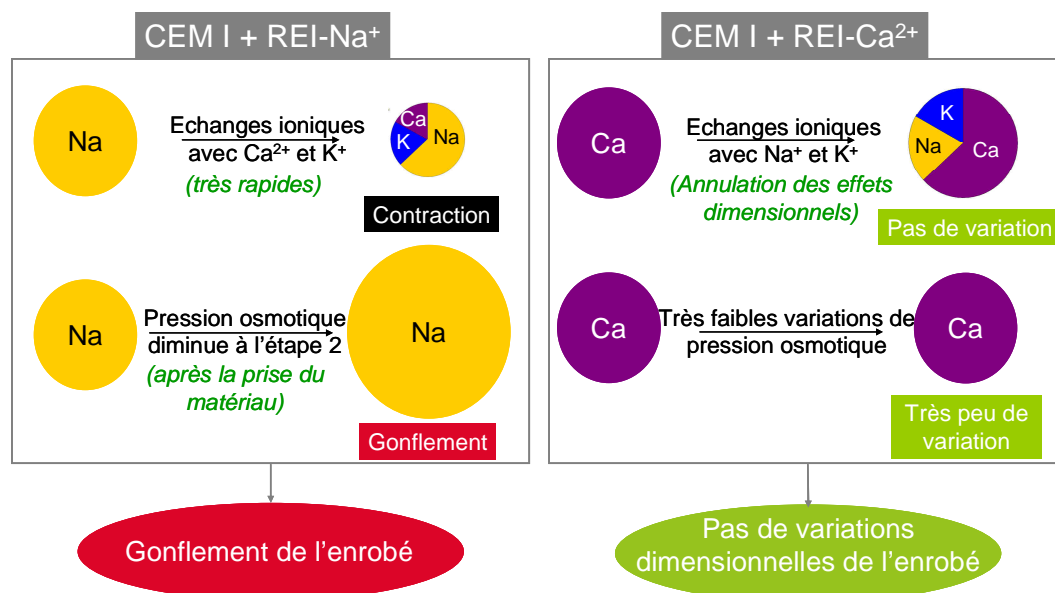 CEM I + REI-Na⁺
Na
Echanges ioniques
avec Ca²⁺ et K⁺
(très rapides)
Ca
K
Na
Contraction
Na
Pression osmotique
diminue à l'étape 2
(après la prise du
matériau)
Na
Gonflement
Gonflement de l'enrobé
CEM I + REI-Ca²⁺
Ca
Echanges ioniques
avec Na⁺ et K⁺
(Annulation des effets
dimensionnels)
K
Na
Ca
Pas de variation
Ca
Très faibles variations de
pression osmotique
Ca
Très peu de
variation
Pas de variations
dimensionnelles de l'enrobé